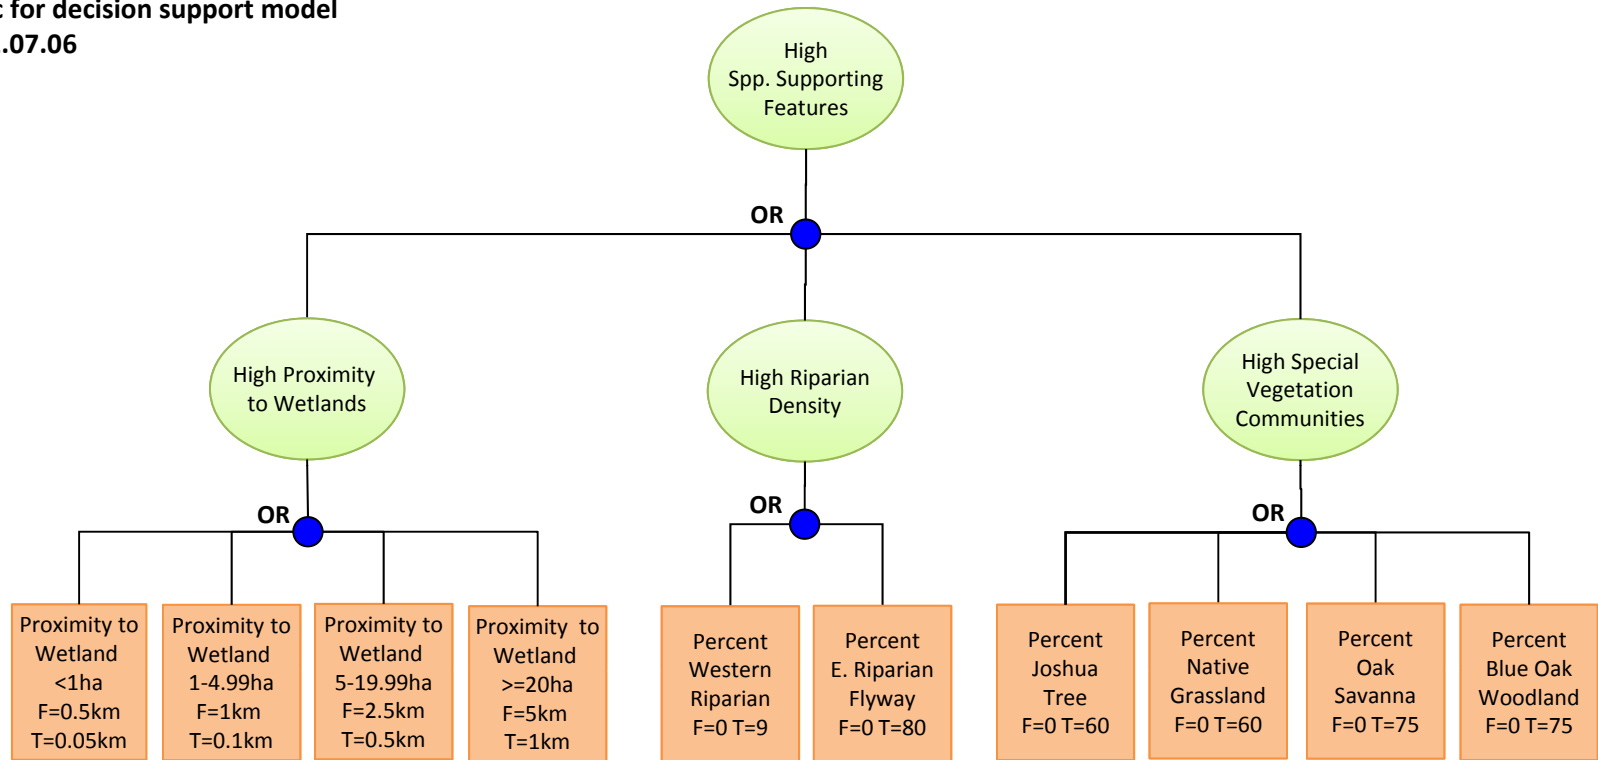 for decision support model
.07.06
High
Spp. Supporting
Features
OR
High Proximity
to Wetlands
High Riparian
Density
High Special
Vegetation
Communities
OR
OR
OR
Proximity to
Wetland
<1ha
F=0.5km
T=0.05km
Proximity to
Wetland
1-4.99ha
F=1km
T=0.1km
Proximity to
Wetland
5-19.99ha
F=2.5km
T=0.5km
Proximity to
Wetland
>=20ha
F=5km
T=1km
Percent
Western
Riparian
F=0 T=9
Percent
E. Riparian
Flyway
F=0 T=80
Percent
Joshua
Tree
F=0 T=60
Percent
Native
Grassland
F=0 T=60
Percent
Oak
Savanna
F=0 T=75
Percent
Blue Oak
Woodland
F=0 T=75